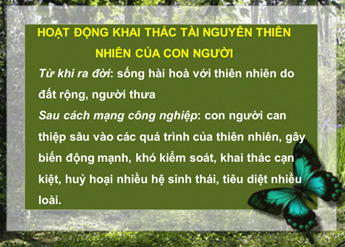 HOẠT ĐỘNG KHAI THÁC TÀI NGUYÊN THIÊN
NHIÊN CỦA CON NGƯỜI
Từ khi ra đời: sống hài hoà với thiên nhiên do
đất rộng, người thưa
Sau cách mạng công nghiệp: con người can
thiệp sâu vào các quá trình của thiên nhiên, gây
biến động mạnh, khó kiểm soát, khai thác cạn
kiệt, huỷ hoại nhiều hệ sinh thái, tiêu diệt nhiều
loài.